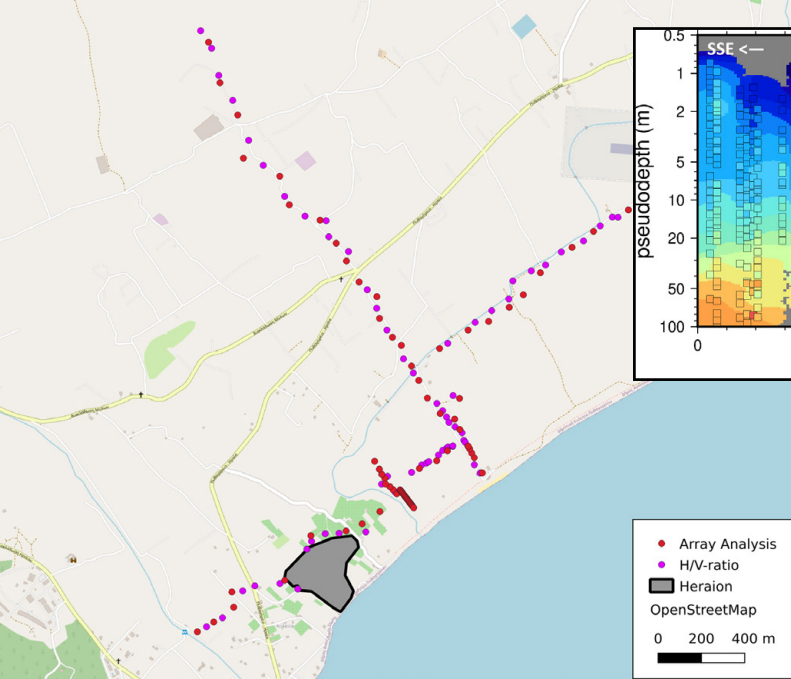 0.5
SSE <—
1
2
5
10
20
50
100
0
pseudodepth (m)
Array Analysis
H/V-ratio
Heraion
OpenStreetMap
0 200 400 m